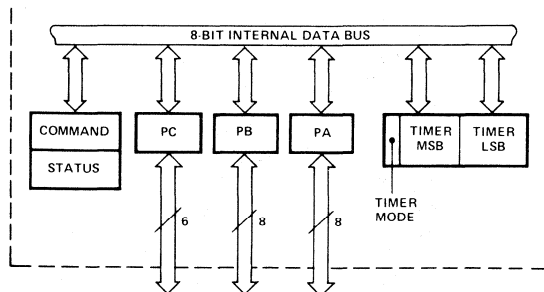 8-BIT INTERNAL DATA BUS
COMMAND
STATUS
PC
PB
PA
TIMER
MSB
TIMER
LSB
TIMER
MODE
6
8
8